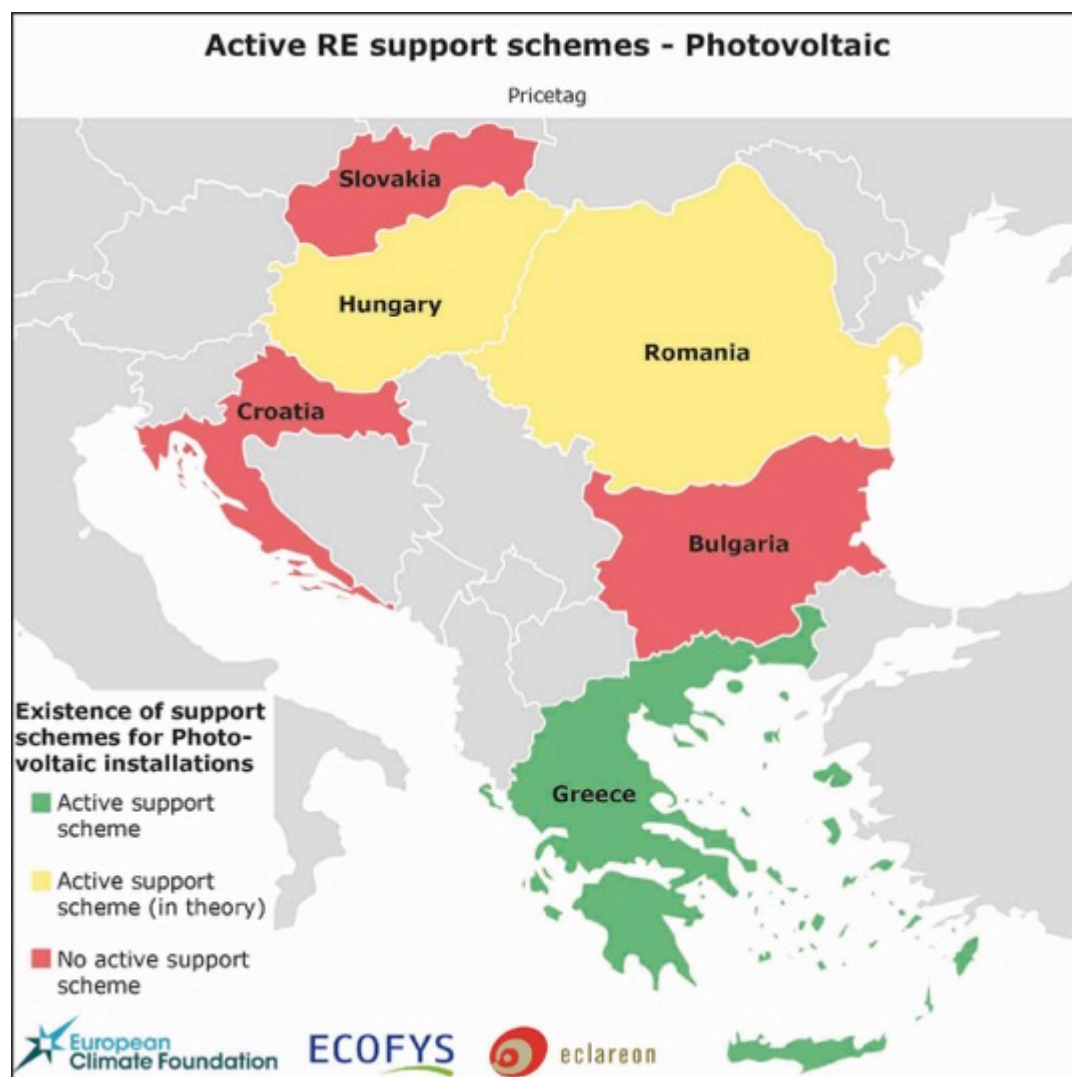 Active RE support schemes - Photovoltaic
Pricetag
Slovakia
Hungary
Romania
Croatia
Bulgaria
Greece
Existence of support
schemes for Photo-
voltaic installations
Active support
scheme
Active support
scheme (in theory)
No active support
scheme
European
Climate Foundation
ECOFYS
eclareon